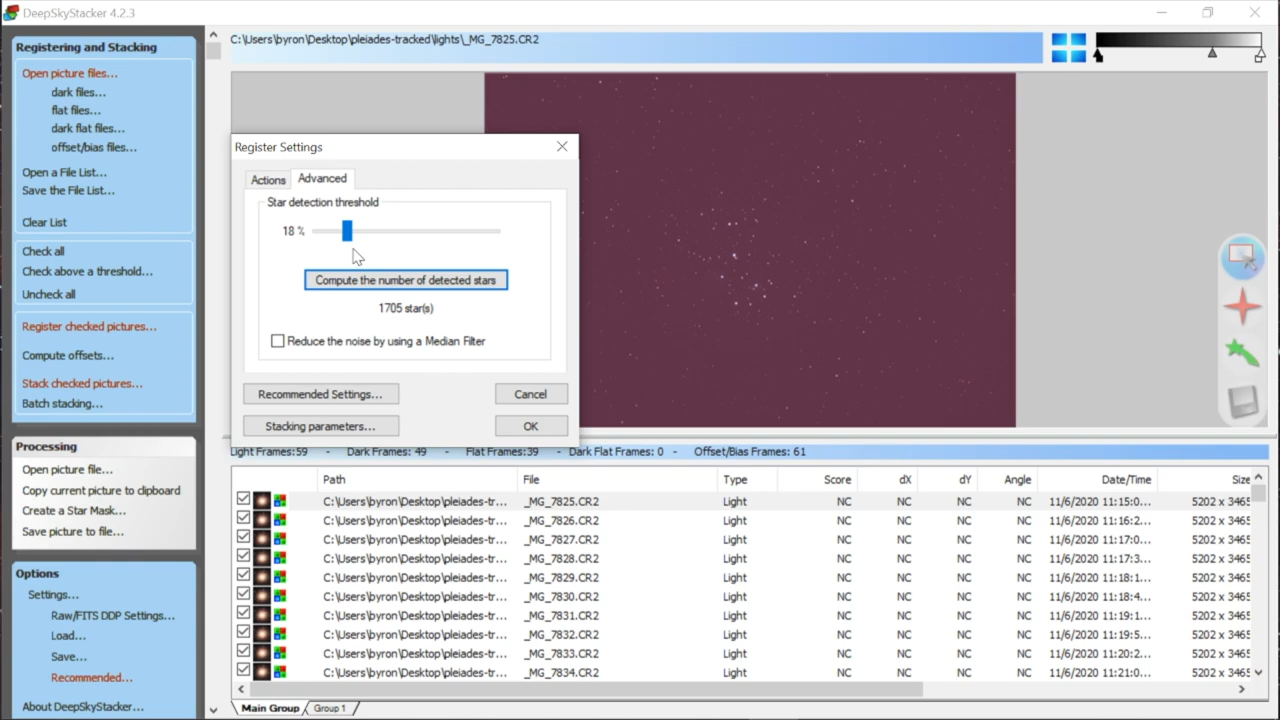 DeepSkyStacker 4.2.3
Registering and Stacking
Open picture files...
dark files...
flat files...
dark flat files...
offset/bias files...
Open a File List...
Save the File List...
Clear List
Check all
Check above a threshold...
Uncheck all
Register checked pictures...
Compute offsets...
Stack checked pictures...
Batch stacking...
Processing
Open picture file...
Copy current picture to clipboard
Create a Star Mask...
Save picture to file...
Options
Settings...
Raw/FITS DDP Settings...
Load...
Save...
Recommended...
About DeepSkyStacker...
C:\Users\byron\Desktop\pleiades-tracked\lights\_MG_7825.CR2
Register Settings
Actions Advanced
Star detection threshold
18 %
Compute the number of detected stars
1705 star(s)
Reduce the noise by using a Median Filter
Recommended Settings... Cancel
Stacking parameters... OK
Light Frames:59 - Dark Frames: 49 - Flat Frames:39 - Dark Flat Frames: 0 - Offset/Bias Frames: 61
Path File Type Score dX dY Angle Date/Time Size
C:\Users\byron\Desktop\pleiades-tr... _MG_7825.CR2 Light NC NC NC NC 11/6/2020 11:15:0... 5202 x 3465
C:\Users\byron\Desktop\pleiades-tr... _MG_7826.CR2 Light NC NC NC NC 11/6/2020 11:16:2... 5202 x 3465
C:\Users\byron\Desktop\pleiades-tr... _MG_7827.CR2 Light NC NC NC NC 11/6/2020 11:17:0... 5202 x 3465
C:\Users\byron\Desktop\pleiades-tr... _MG_7828.CR2 Light NC NC NC NC 11/6/2020 11:17:3... 5202 x 3465
C:\Users\byron\Desktop\pleiades-tr... _MG_7829.CR2 Light NC NC NC NC 11/6/2020 11:18:1... 5202 x 3465
C:\Users\byron\Desktop\pleiades-tr... _MG_7830.CR2 Light NC NC NC NC 11/6/2020 11:18:4... 5202 x 3465
C:\Users\byron\Desktop\pleiades-tr... _MG_7831.CR2 Light NC NC NC NC 11/6/2020 11:19:1... 5202 x 3465
C:\Users\byron\Desktop\pleiades-tr... _MG_7832.CR2 Light NC NC NC NC 11/6/2020 11:19:5... 5202 x 3465
C:\Users\byron\Desktop\pleiades-tr... _MG_7833.CR2 Light NC NC NC NC 11/6/2020 11:20:2... 5202 x 3465
C:\Users\byron\Desktop\pleiades-tr... _MG_7834.CR2 Light NC NC NC NC 11/6/2020 11:21:0... 5202 x 3465
Main Group Group 1